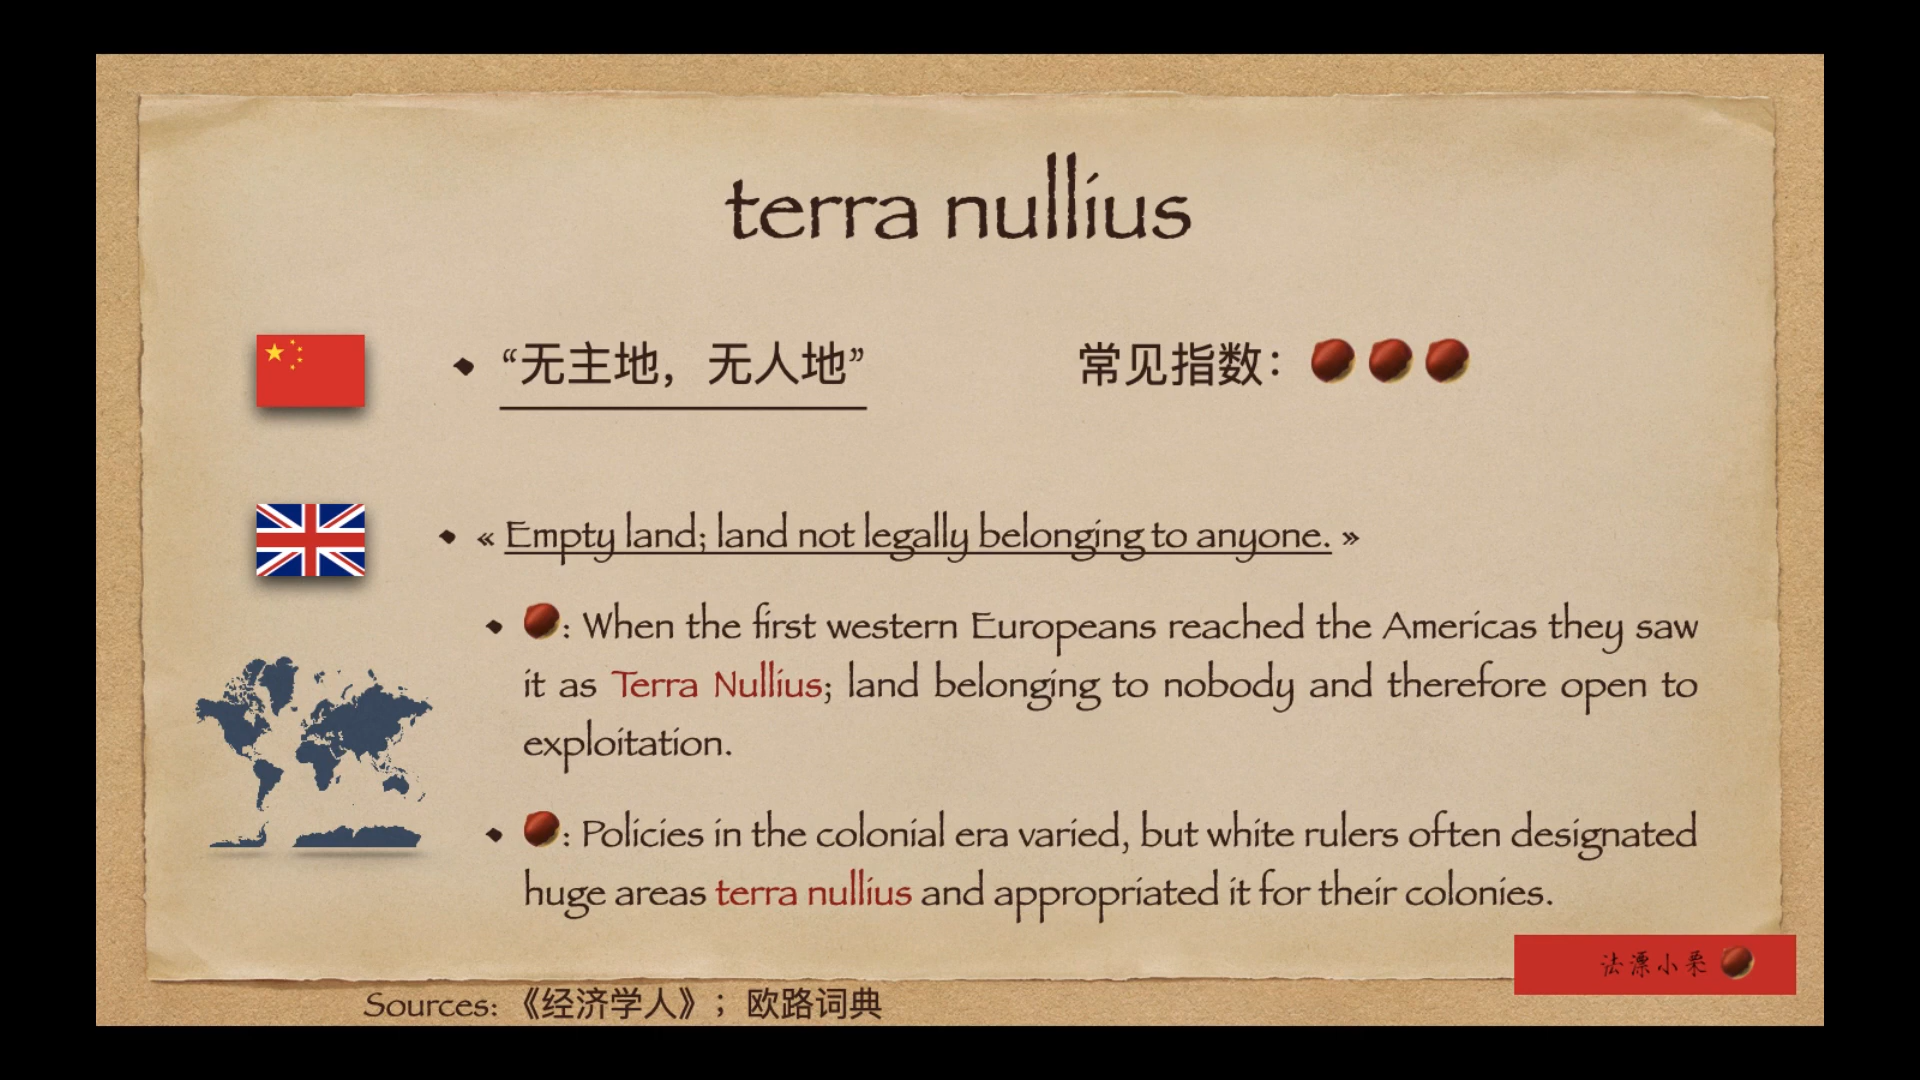 terra nullius
“无主地，无人地” 常见指数：
« Empty land; land not legally belonging to anyone. »
: When the first western Europeans reached the Americas they saw
it as Terra Nullius; land belonging to nobody and therefore open to
exploitation.
: Policies in the colonial era varied, but white rulers often designated
huge areas terra nullius and appropriated it for their colonies.
法漂小栗
Sources: 《经济学人》；欧路词典